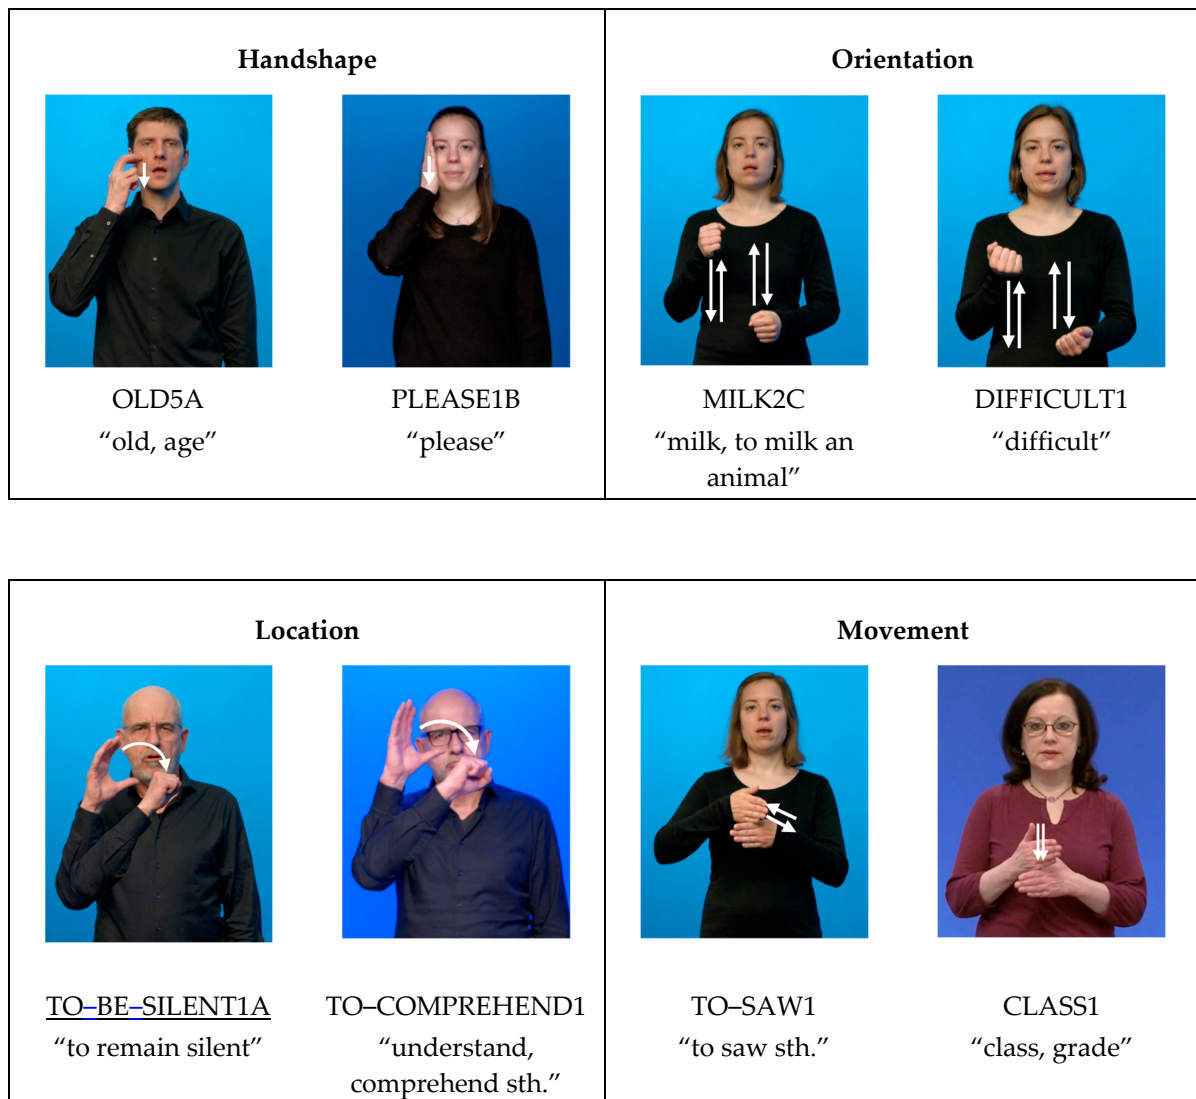 Handshape
Orientation
OLD5A
PLEASE1B
MILK2C
DIFFICULT1
“old, age”
“please”
“milk, to milk an
animal”
“difficult”
Location
Movement
TO–BE–SILENT1A
TO–COMPREHEND1
TO–SAW1
CLASS1
“to remain silent”
“understand,
comprehend sth.”
“to saw sth.”
“class, grade”